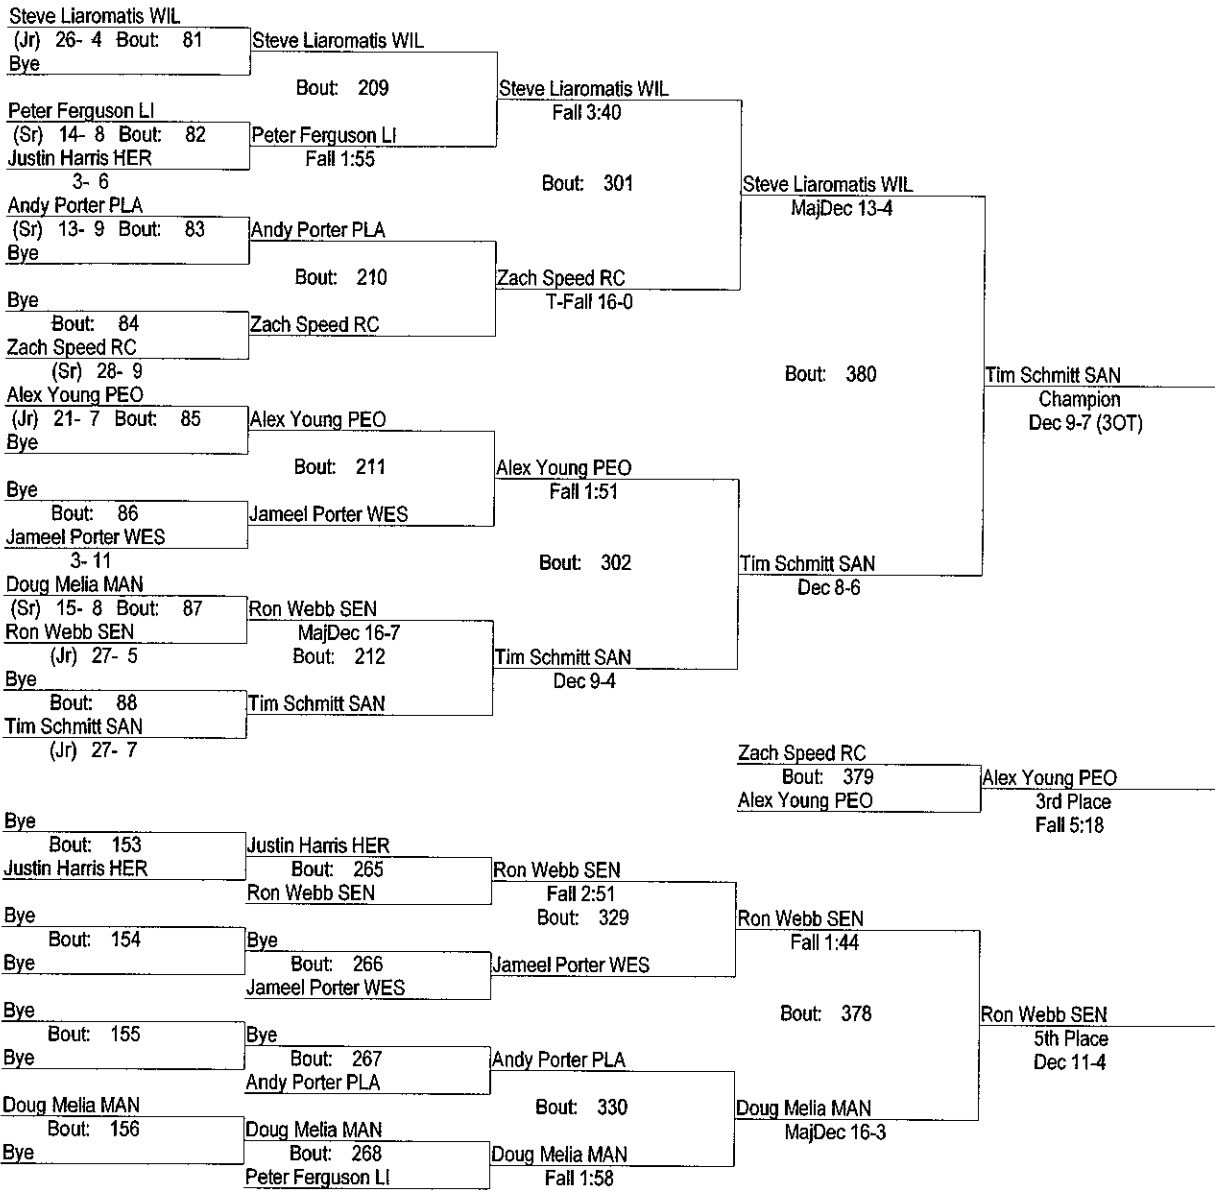 Steve Liaromatis WIL
(Jr) 26- 4 Bout: 81
Bye
Steve Liaromatis WIL
Bout: 209
Peter Ferguson LI
(Sr) 14- 8 Bout: 82
Justin Harris HER
3- 6
Peter Ferguson LI
Fall 1:55
Steve Liaromatis WIL
Fall 3:40
Bout: 301
Andy Porter PLA
(Sr) 13- 9 Bout: 83
Bye
Andy Porter PLA
Bout: 210
Bye
Bout: 84
Zach Speed RC
(Sr) 28- 9
Zach Speed RC
Zach Speed RC
T-Fall 16-0
Steve Liaromatis WIL
MajDec 13-4
Bout: 380
Tim Schmitt SAN
Champion
Dec 9-7 (3OT)
Alex Young PEO
(Jr) 21- 7 Bout: 85
Bye
Alex Young PEO
Bout: 211
Bye
Bout: 86
Jameel Porter WES
3- 11
Jameel Porter WES
Alex Young PEO
Fall 1:51
Bout: 302
Doug Melia MAN
(Sr) 15- 8 Bout: 87
Ron Webb SEN
(Jr) 27- 5
Ron Webb SEN
MajDec 16-7
Bout: 212
Bye
Bout: 88
Tim Schmitt SAN
(Jr) 27- 7
Tim Schmitt SAN
Tim Schmitt SAN
Dec 9-4
Tim Schmitt SAN
Dec 8-6
Zach Speed RC
Bout: 379
Alex Young PEO
Alex Young PEO
3rd Place
Fall 5:18
Bye
Bout: 153
Justin Harris HER
Justin Harris HER
Bout: 265
Ron Webb SEN
Ron Webb SEN
Fall 2:51
Bout: 329
Bye
Bout: 154
Bye
Bye
Bout: 266
Jameel Porter WES
Jameel Porter WES
Ron Webb SEN
Fall 1:44
Bout: 378
Ron Webb SEN
5th Place
Dec 11-4
Bye
Bout: 155
Bye
Bye
Bout: 267
Andy Porter PLA
Andy Porter PLA
Bout: 330
Doug Melia MAN
Bout: 156
Bye
Doug Melia MAN
Bout: 268
Peter Ferguson LI
Doug Melia MAN
Fall 1:58
Doug Melia MAN
MajDec 16-3